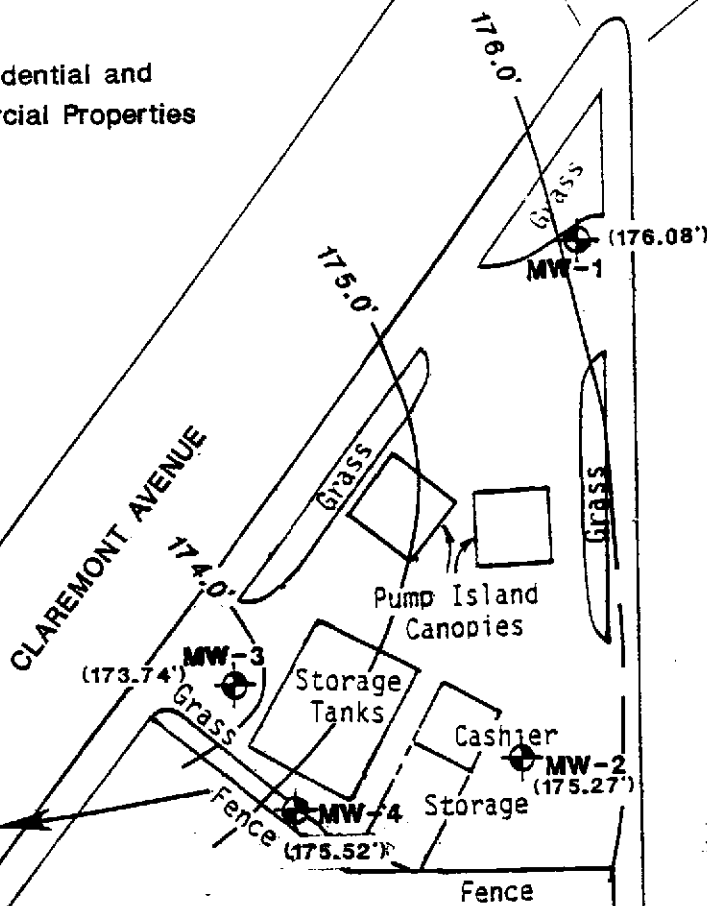 dential and
cial Properties
176.0'
Grass
(176.08')
MW-1
175.0'
Grass
Grass
CLAREMONT AVENUE
174.0'
Pump Island
Canopies
MW-3
(173.74')
Storage
Tanks
Grass
Cashier
MW-2
(175.27')
Storage
MW-4
Fence
(175.52')
Fence